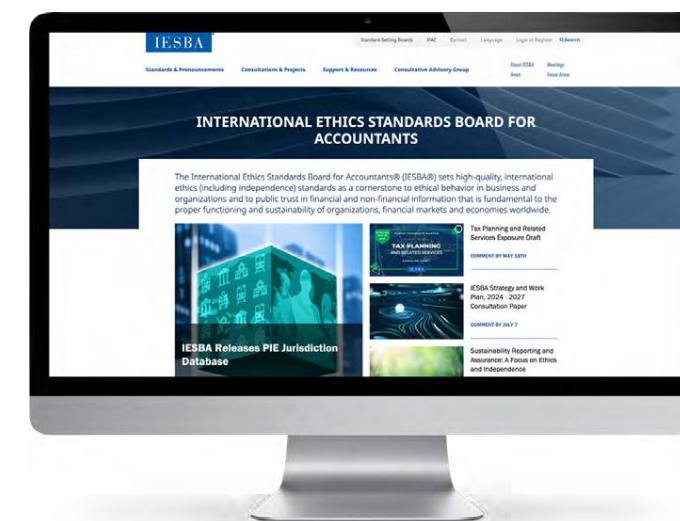 IESBA
Standard-Setting Boards IFAC Contact Language Login or Register Search
Standards & Pronouncements Consultations & Projects Support & Resources Consultative Advisory Group
About IESBA Meetings
News Focus Areas
INTERNATIONAL ETHICS STANDARDS BOARD FOR
ACCOUNTANTS
The International Ethics Standards Board for Accountants® (IESBA®) sets high-quality, international
ethics (including independence) standards as a cornerstone to ethical behavior in business and
organizations and to public trust in financial and non-financial information that is fundamental to the
proper functioning and sustainability of organizations, financial markets and economies worldwide.
IESBA Releases PIE Jurisdiction
Database
TAX PLANNING
AND RELATED SERVICES
IESBA
Tax Planning and Related
Services Exposure Draft
COMMENT BY MAY 18TH
IESBA Strategy and Work
Plan, 2024 - 2027
Consultation Paper
COMMENT BY JULY 7
Sustainability Reporting and
Assurance: A Focus on Ethics
and Independence